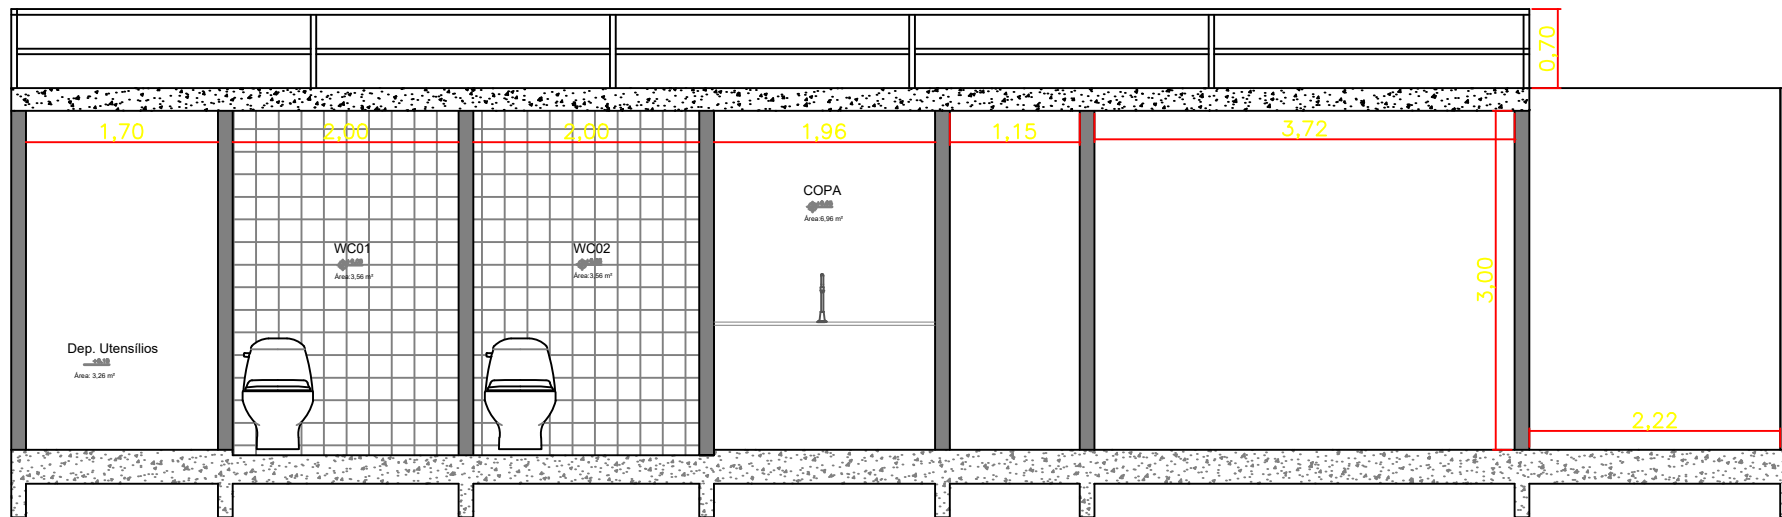 0,70
1,70
2,00
2,00
1,96
1,15
3,72
COPA
Área:6,96 m²
WC01
Área:3,56 m²
WC02
Área:3,56 m²
3,00
Dep. Utensílios
Área: 3,26 m²
2,22